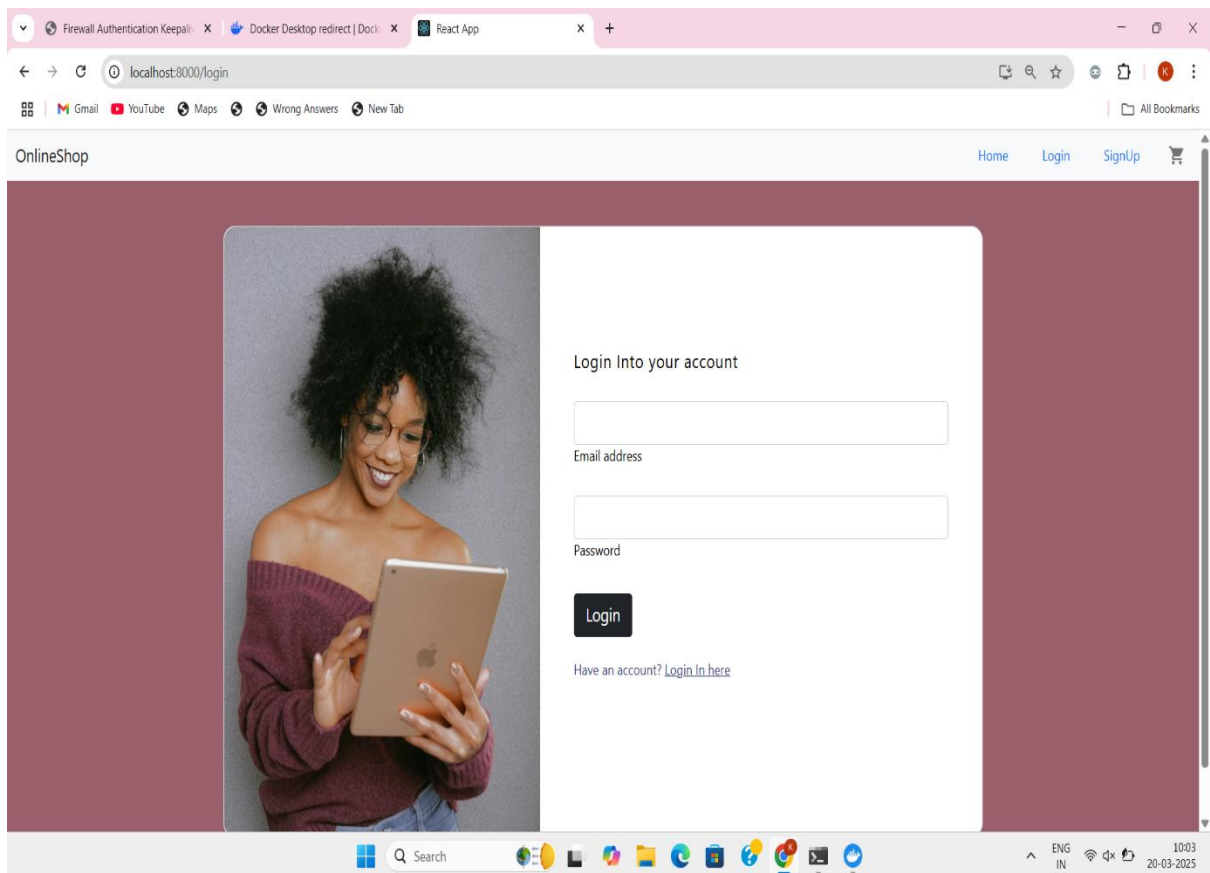 Firewall Authentication Keepali
Docker Desktop redirect | Dock
React App
localhost:8000/login
K
Gmail
YouTube
Maps
Wrong Answers
New Tab
All Bookmarks
OnlineShop
Home
Login
SignUp
Login Into your account
Email address
Password
Login
Have an account? Login In here
Search
ENG
IN
10:03
20-03-2025